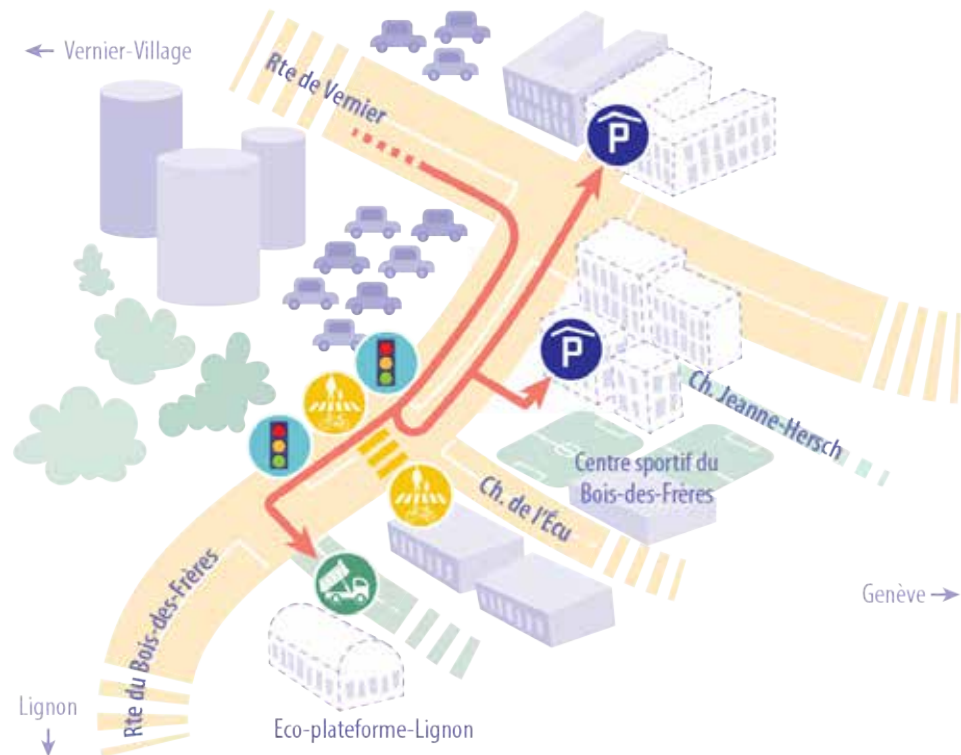 ← Vernier-Village
Rte de Vernier
P
P
Ch. Jeanne-Hersch
Centre sportif du
Bois-des-Frères
Ch. de l'Écu
Genève →
Rte du Bois-des-Frères
Lignon
↓
Eco-plateforme-Lignon